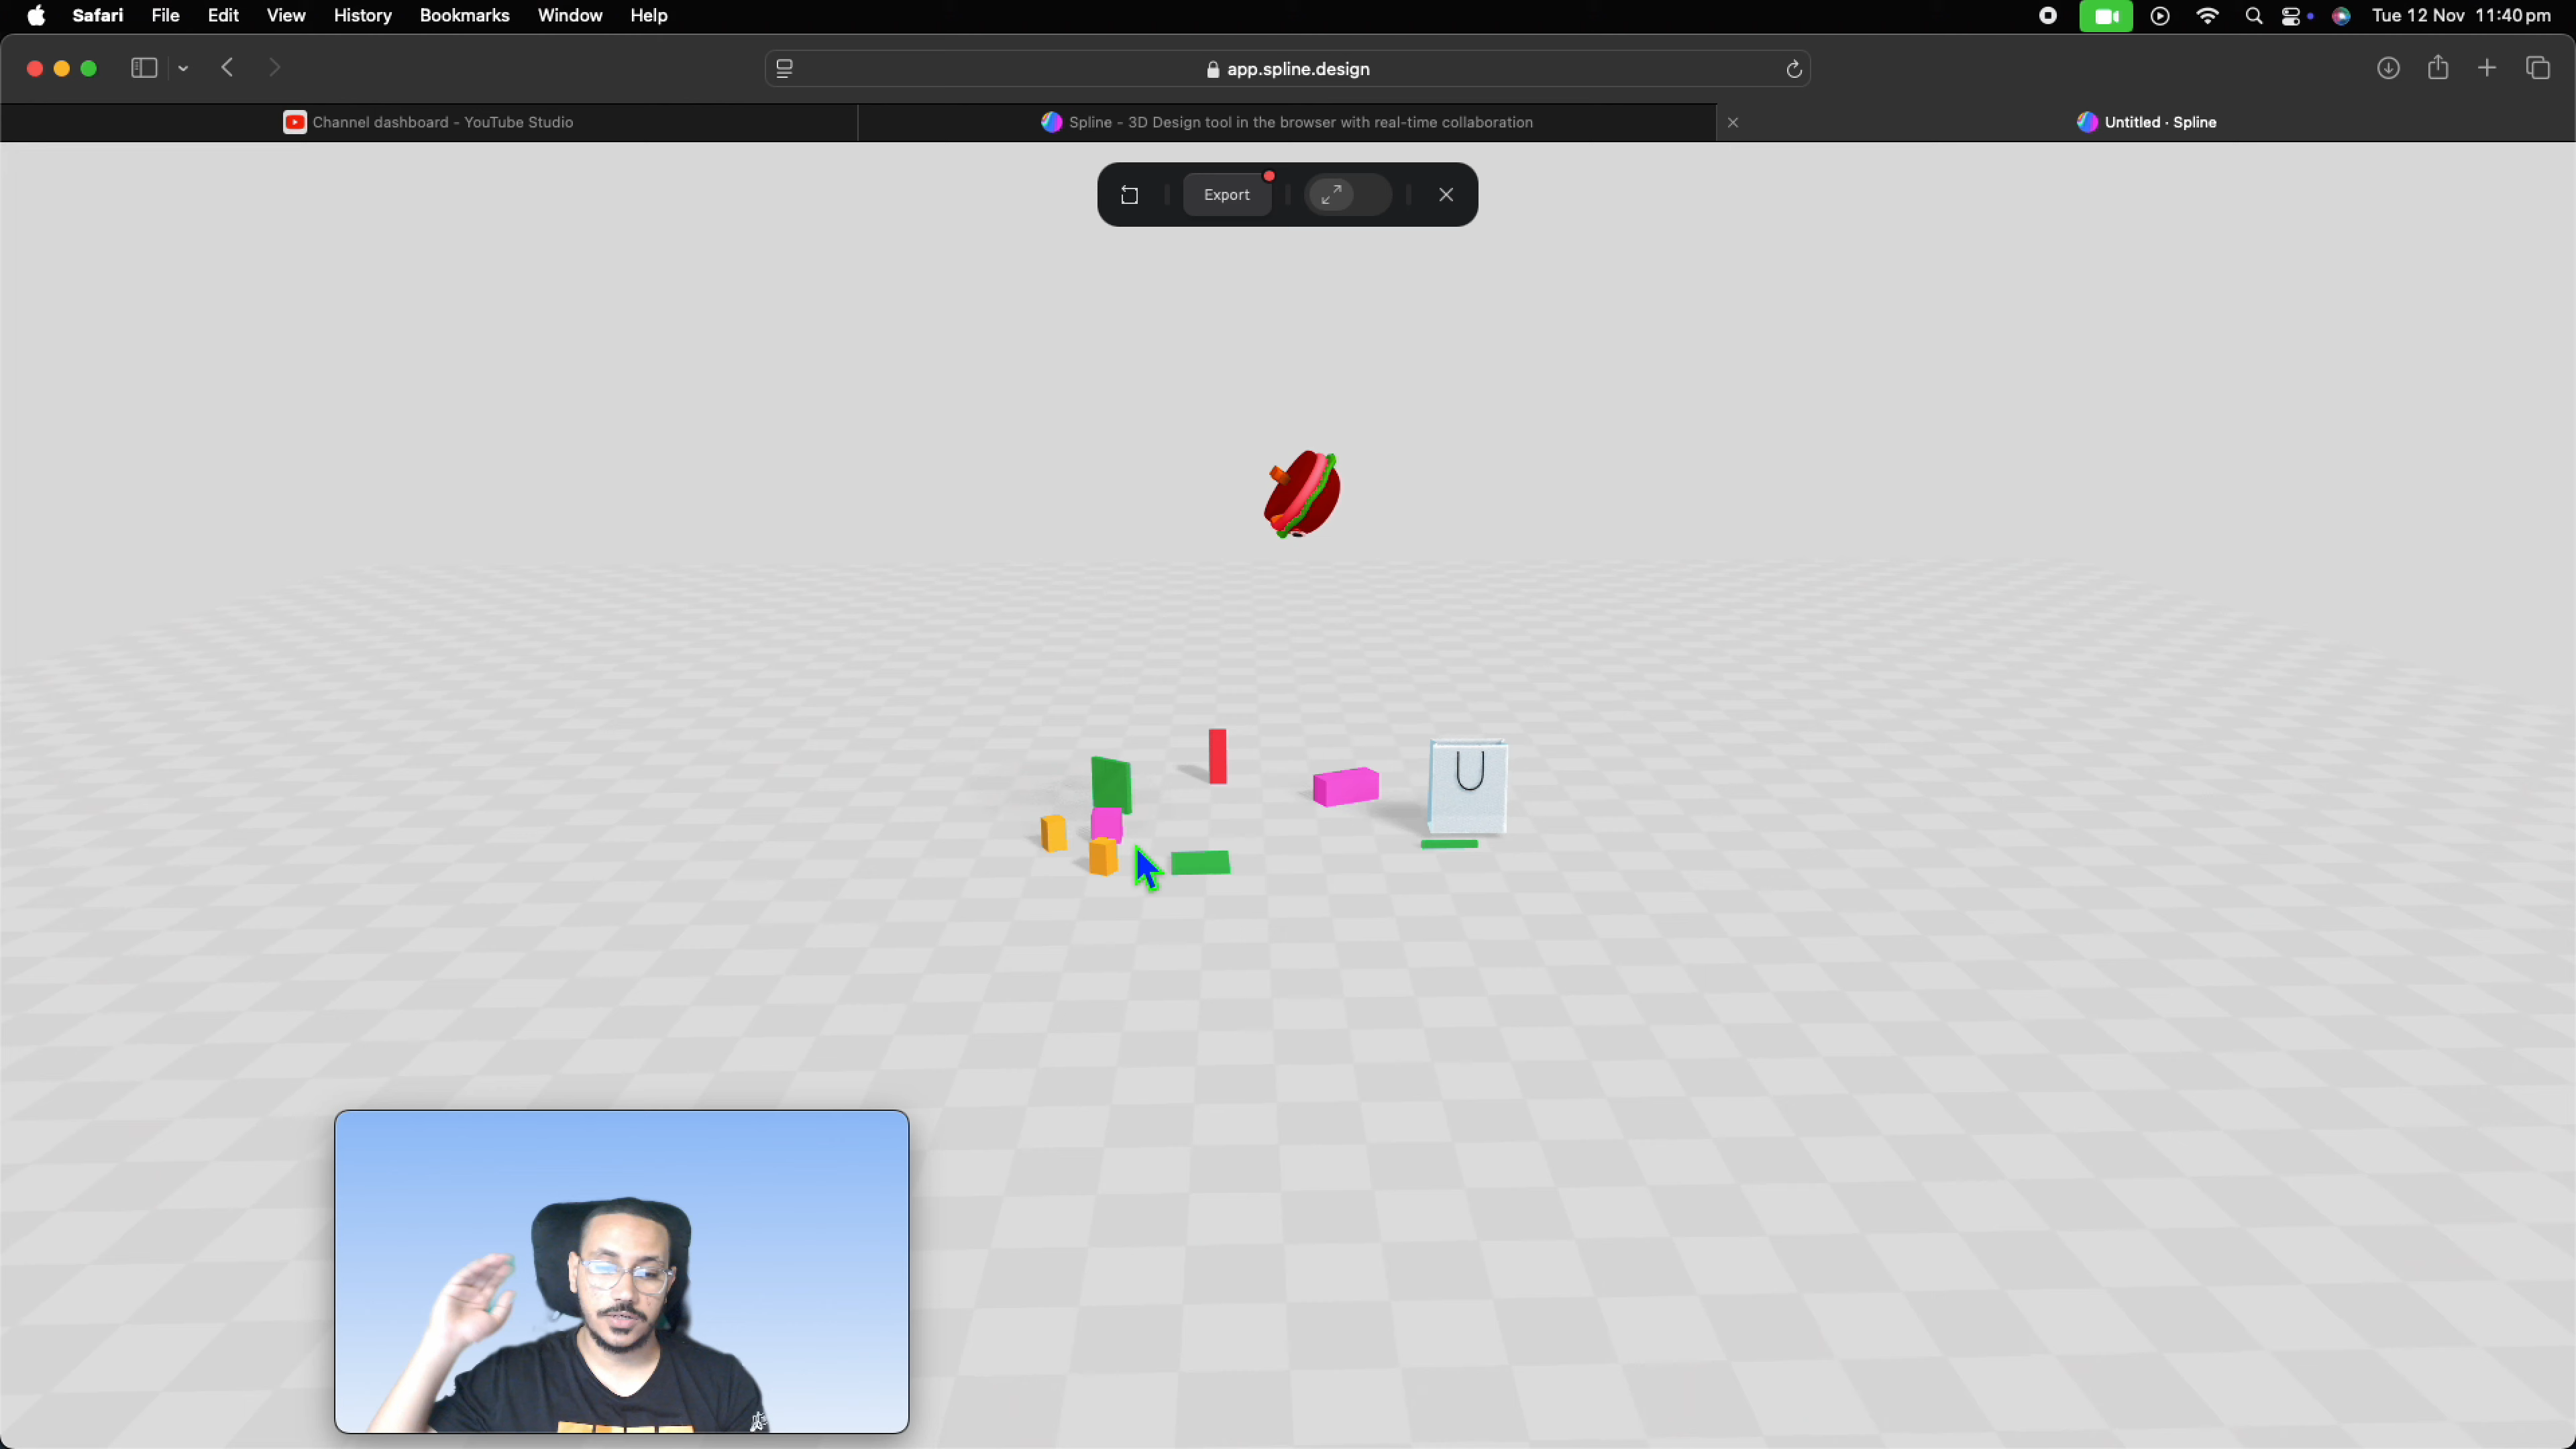 Safari File Edit View History Bookmarks Window Help Tue 12 Nov 11:40 pm
app.spline.design
Channel dashboard - YouTube Studio
Spline - 3D Design tool in the browser with real-time collaboration
Untitled · Spline
Export